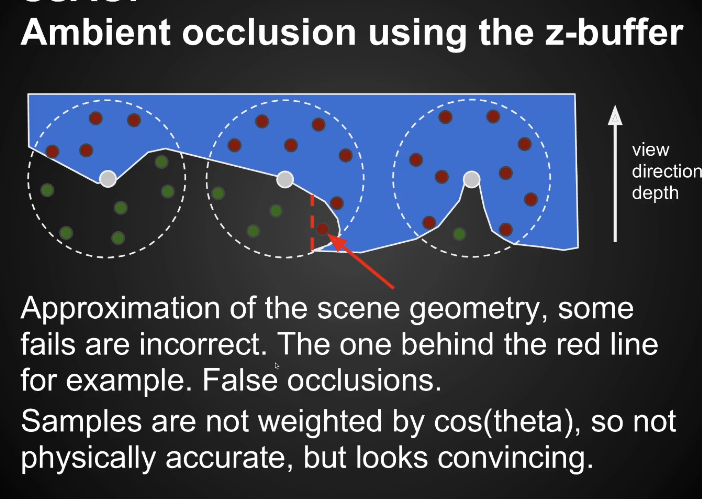 Ambient occlusion using the z-buffer
view
direction
depth
Approximation of the scene geometry, some
fails are incorrect. The one behind the red line
for example. False occlusions.
Samples are not weighted by cos(theta), so not
physically accurate, but looks convincing.